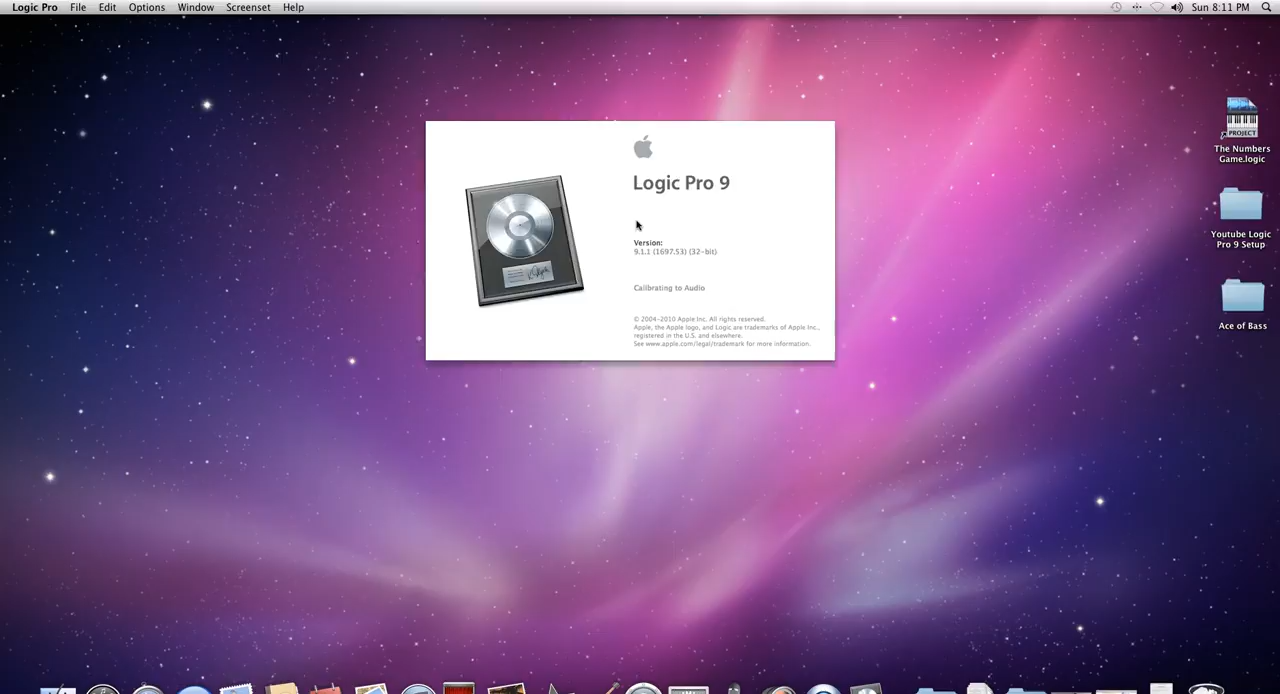 Logic Pro File Edit Options Window Screenset Help
Sun 8:11 PM
Logic Pro 9
Version:
9.1.1 (1697.53) (32-bit)
Calibrating to Audio
© 2004-2010 Apple Inc. All rights reserved.
Apple, the Apple logo, and Logic are trademarks of Apple Inc.,
registered in the U.S. and elsewhere.
See www.apple.com/legal/trademark for more information.
PROJECT
The Numbers
Game.logic
Youtube Logic
Pro 9 Setup
Ace of Bass